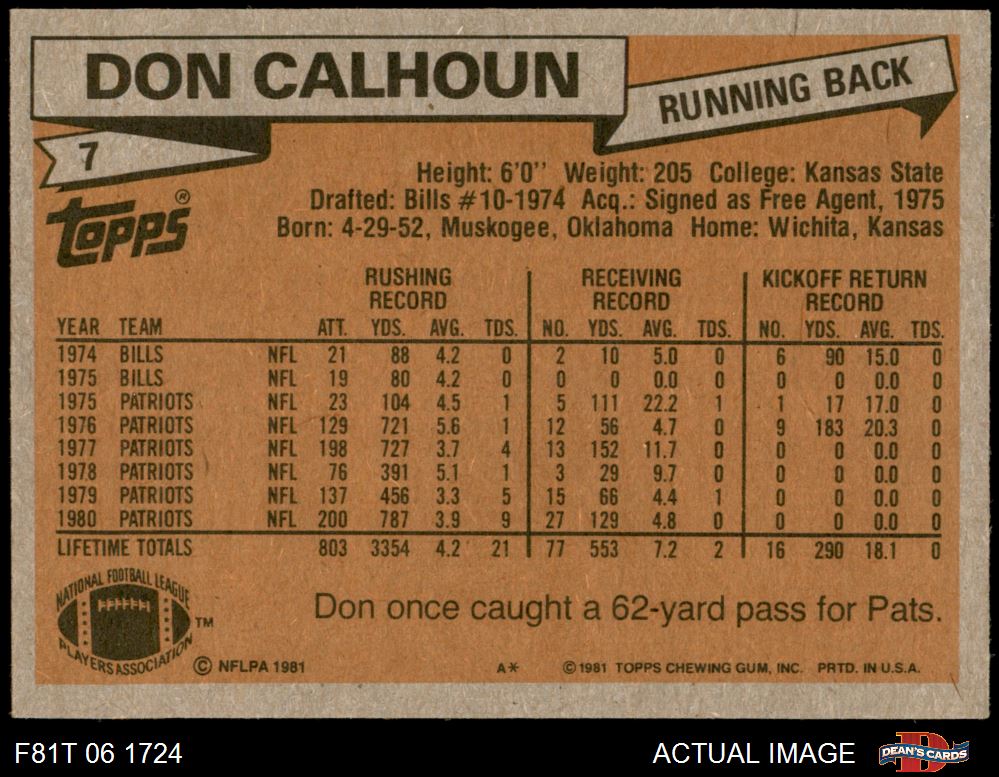 DON CALHOUN
RUNNING BACK
7
Topps®
Height: 6'0'' Weight: 205 College: Kansas State
Drafted: Bills #10-1974 Acq.: Signed as Free Agent, 1975
Born: 4-29-52, Muskogee, Oklahoma Home: Wichita, Kansas
RUSHING RECORD RECEIVING RECORD KICKOFF RETURN RECORD
YEAR TEAM ATT. YDS. AVG. TDS. NO. YDS. AVG. TDS. NO. YDS. AVG. TDS.
1974 BILLS NFL 21 88 4.2 0 2 10 5.0 0 6 90 15.0 0
1975 BILLS NFL 19 80 4.2 0 0 0 0.0 0 0 0 0.0 0
1975 PATRIOTS NFL 23 104 4.5 1 5 111 22.2 1 1 17 17.0 0
1976 PATRIOTS NFL 129 721 5.6 1 12 56 4.7 0 9 183 20.3 0
1977 PATRIOTS NFL 198 727 3.7 4 13 152 11.7 0 0 0 0.0 0
1978 PATRIOTS NFL 76 391 5.1 1 3 29 9.7 0 0 0 0.0 0
1979 PATRIOTS NFL 137 456 3.3 5 15 66 4.4 1 0 0 0.0 0
1980 PATRIOTS NFL 200 787 3.9 9 27 129 4.8 0 0 0 0.0 0
LIFETIME TOTALS 803 3354 4.2 21 77 553 7.2 2 16 290 18.1 0
NATIONAL FOOTBALL LEAGUE
PLAYERS ASSOCIATION
TM
Don once caught a 62-yard pass for Pats.
© NFLPA 1981 A* ©1981 TOPPS CHEWING GUM, INC. PRTD. IN U.S.A.
F81T 06 1724 ACTUAL IMAGE DEAN'S CARDS